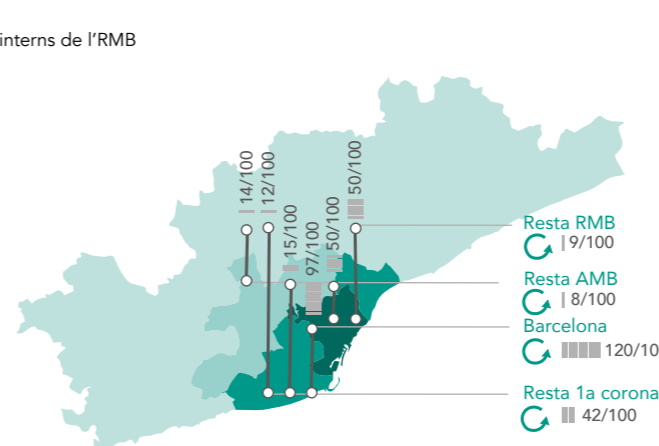 interns de l'RMB
14/100
12/100
15/100
97/100
50/100
50/100
Resta RMB
9/100
Resta AMB
8/100
Barcelona
120/10
Resta 1a corona
42/100